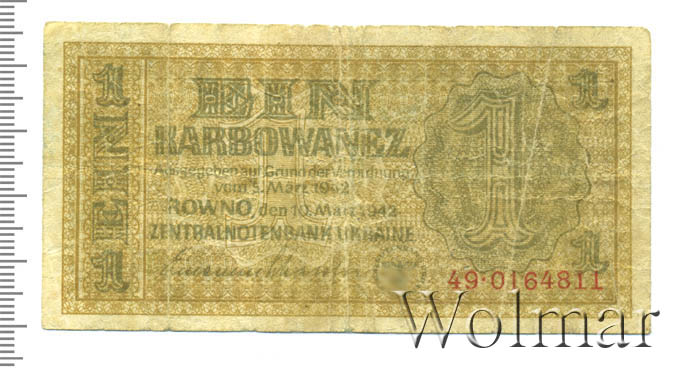 1
1
EIN
EIN
KARBOWANEZ
Ausgegeben auf Grund der Verordnung
vom 5. März 1942
ROWNO, den 10. März 1942
ZENTRALNOTENBANK UKRAINE
1
1
1
49·0164811
Wolmar